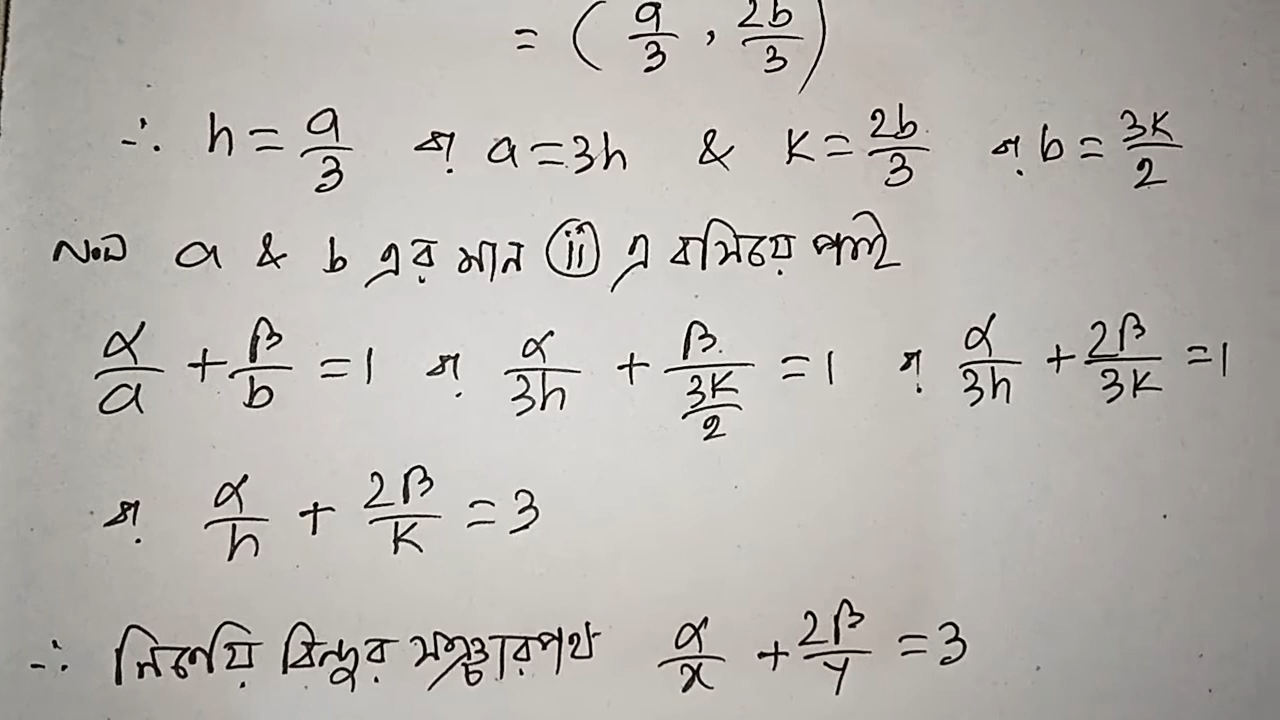 = (a/3, 2b/3)
∴ h = a/3 বা, a = 3h & K = 2b/3 বা, b = 3K/2
a & b এর মান (ii) এ বসিয়ে পাই
α/a + β/b = 1 বা, α/3h + β/(3K/2) = 1 বা, α/3h + 2β/3K = 1
বা, α/h + 2β/K = 3
∴ নির্ণেয় বিন্দুর সঞ্চারপথ α/x + 2β/y = 3